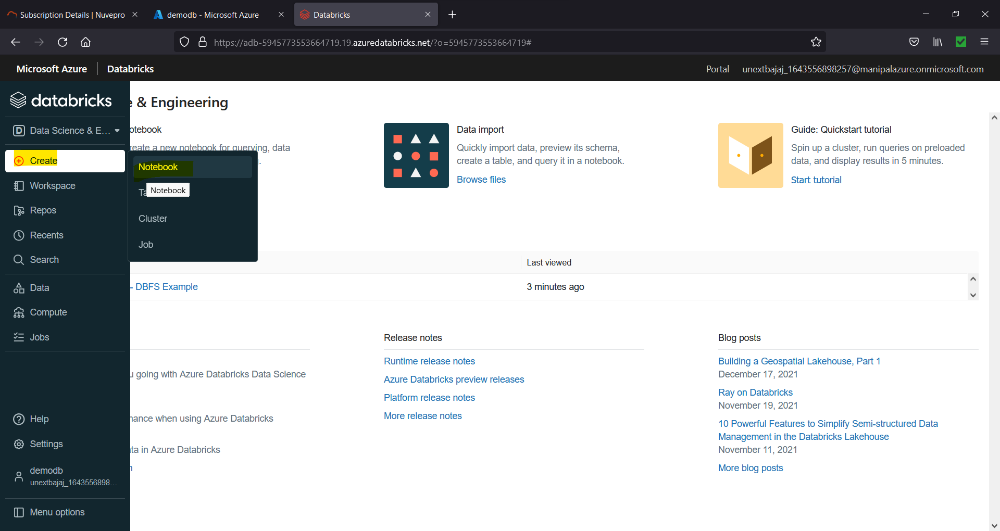 Subscription Details | Nuvepro
demodb - Microsoft Azure
Databricks
https://adb-5945773553664719.19.azuredatabricks.net/?o=5945773553664719#
Microsoft Azure
Databricks
Portal
unextbajaj_1643556898257@manipalazure.onmicrosoft.com
databricks
& Engineering
D
Data Science & E...
Create
Workspace
Repos
Recents
Search
Data
Compute
Jobs
Help
Settings
demodb
unextbajaj_1643556898...
Menu options
otebook
reate a new notebook for querying, data
Notebook
Ta
Notebook
Cluster
Job
Data import
Quickly import data, preview its schema,
create a table, and query it in a notebook.
Browse files
Guide: Quickstart tutorial
Spin up a cluster, run queries on preloaded
data, and display results in 5 minutes.
Start tutorial
Last viewed
- DBFS Example
3 minutes ago
u going with Azure Databricks Data Science
nance when using Azure Databricks
ta in Azure Databricks
Release notes
Runtime release notes
Azure Databricks preview releases
Platform release notes
More release notes
Blog posts
Building a Geospatial Lakehouse, Part 1
December 17, 2021
Ray on Databricks
November 19, 2021
10 Powerful Features to Simplify Semi-structured Data
Management in the Databricks Lakehouse
November 11, 2021
More blog posts